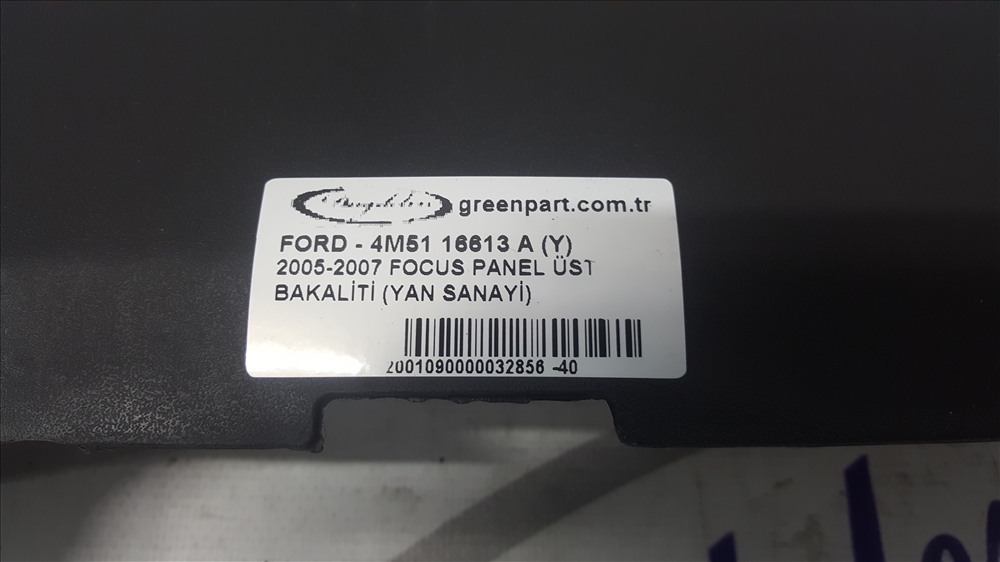 greenpart.com.tr
FORD - 4M51 16613 A (Y)
2005-2007 FOCUS PANEL ÜST
BAKALİTİ (YAN SANAYİ)
2001090000032856 -40